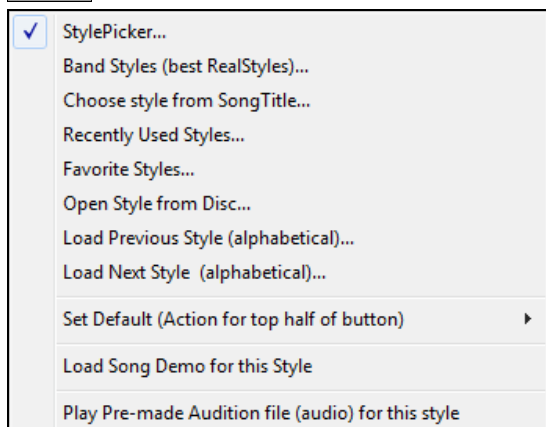 StylePicker...
Band Styles (best RealStyles)...
Choose style from SongTitle...
Recently Used Styles...
Favorite Styles...
Open Style from Disc...
Load Previous Style (alphabetical)...
Load Next Style  (alphabetical)...
Set Default (Action for top half of button)
Load Song Demo for this Style
Play Pre-made Audition file (audio) for this style